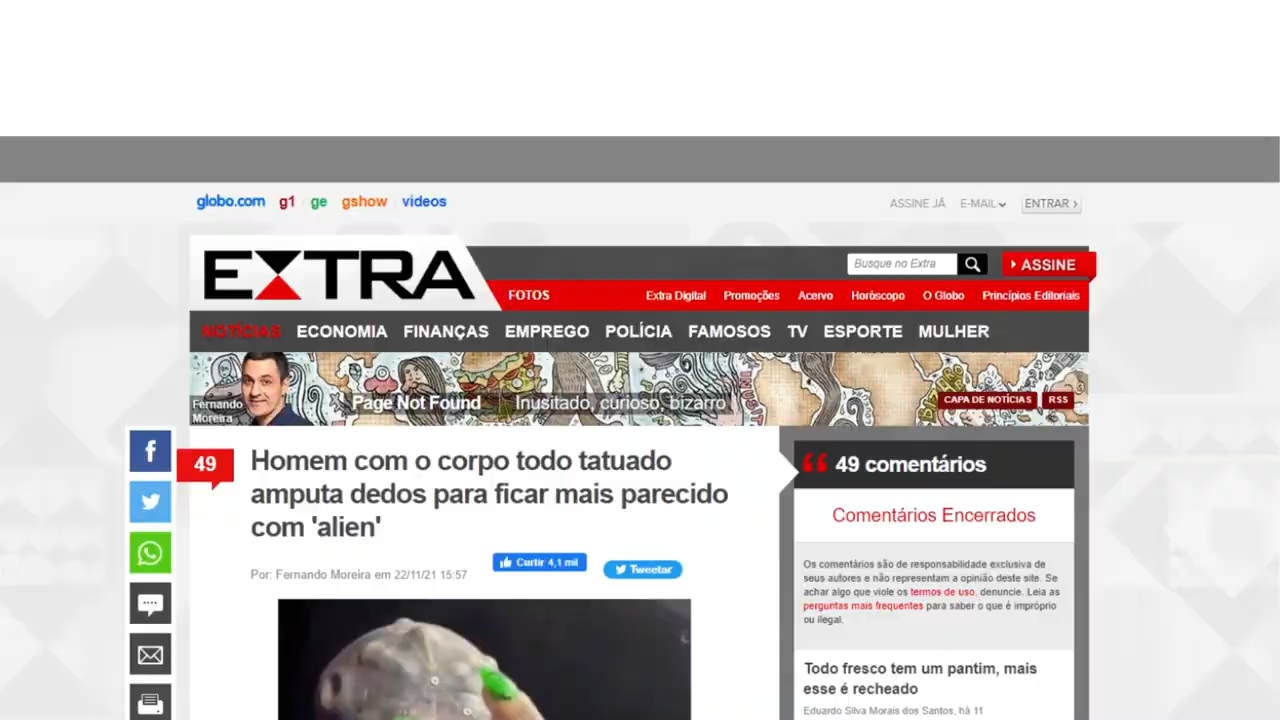 globo.com g1 ge gshow videos
ASSINE JÁ E-MAIL ENTRAR
EXTRA
Busque no Extra
ASSINE
FOTOS
Extra Digital Promoções Acervo Horóscopo O Globo Princípios Editoriais
NOTÍCIAS ECONOMIA FINANÇAS EMPREGO POLÍCIA FAMOSOS TV ESPORTE MULHER
Fernando
Moreira
Page Not Found Inusitado, curioso, bizarro
CAPA DE NOTÍCIAS RSS
49
Homem com o corpo todo tatuado
amputa dedos para ficar mais parecido
com 'alien'
Por: Fernando Moreira em 22/11/21 15:57
Curtir 4,1 mil
Tweetar
49 comentários
Comentários Encerrados
Os comentários são de responsabilidade exclusiva de
seus autores e não representam a opinião deste site. Se
achar algo que viole os termos de uso, denuncie. Leia as
perguntas mais frequentes para saber o que é impróprio
ou ilegal.
Todo fresco tem um pantim, mais
esse é recheado
Eduardo Silva Morais dos Santos, há 11